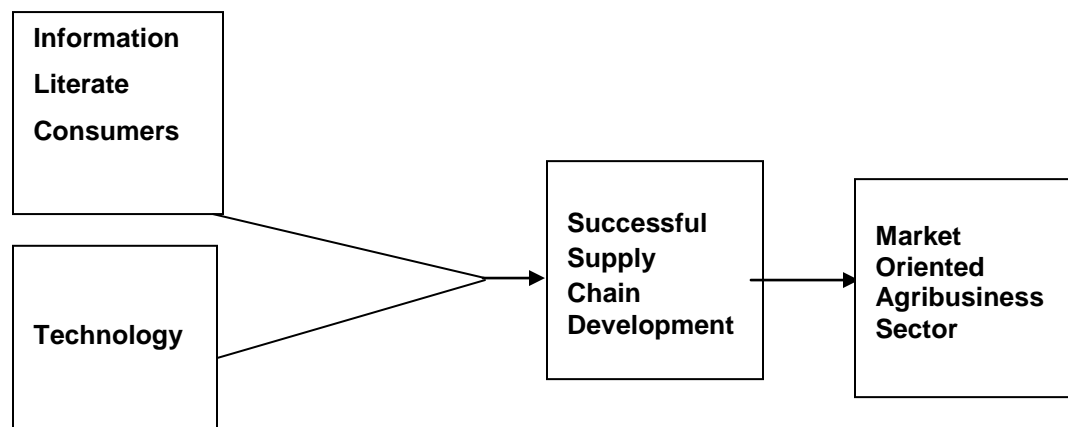 Information
Literate
Consumers
Technology
Successful
Supply
Chain
Development
Market
Oriented
Agribusiness
Sector